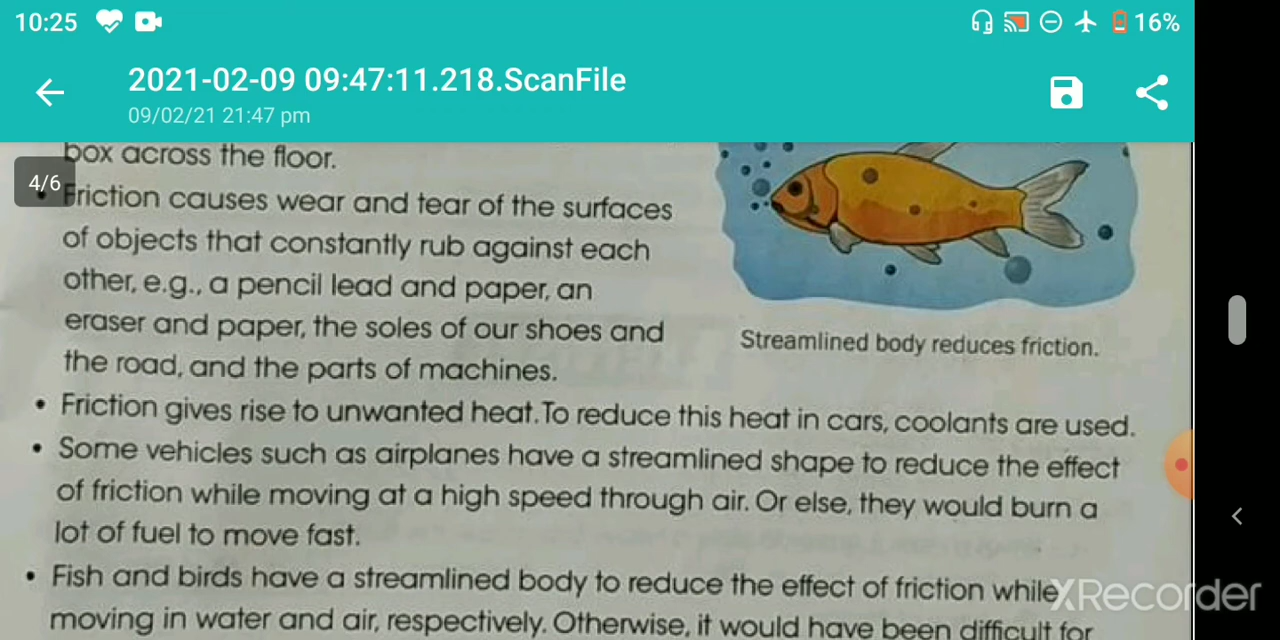 10:25
16%
2021-02-09 09:47:11.218.ScanFile
09/02/21 21:47 pm
4/6
box across the floor.
• Friction causes wear and tear of the surfaces
of objects that constantly rub against each
other, e.g., a pencil lead and paper, an
eraser and paper, the soles of our shoes and
the road, and the parts of machines.
Streamlined body reduces friction.
• Friction gives rise to unwanted heat. To reduce this heat in cars, coolants are used.
• Some vehicles such as airplanes have a streamlined shape to reduce the effect
of friction while moving at a high speed through air. Or else, they would burn a
lot of fuel to move fast.
• Fish and birds have a streamlined body to reduce the effect of friction while
moving in water and air, respectively. Otherwise, it would have been difficult for
XRecorder